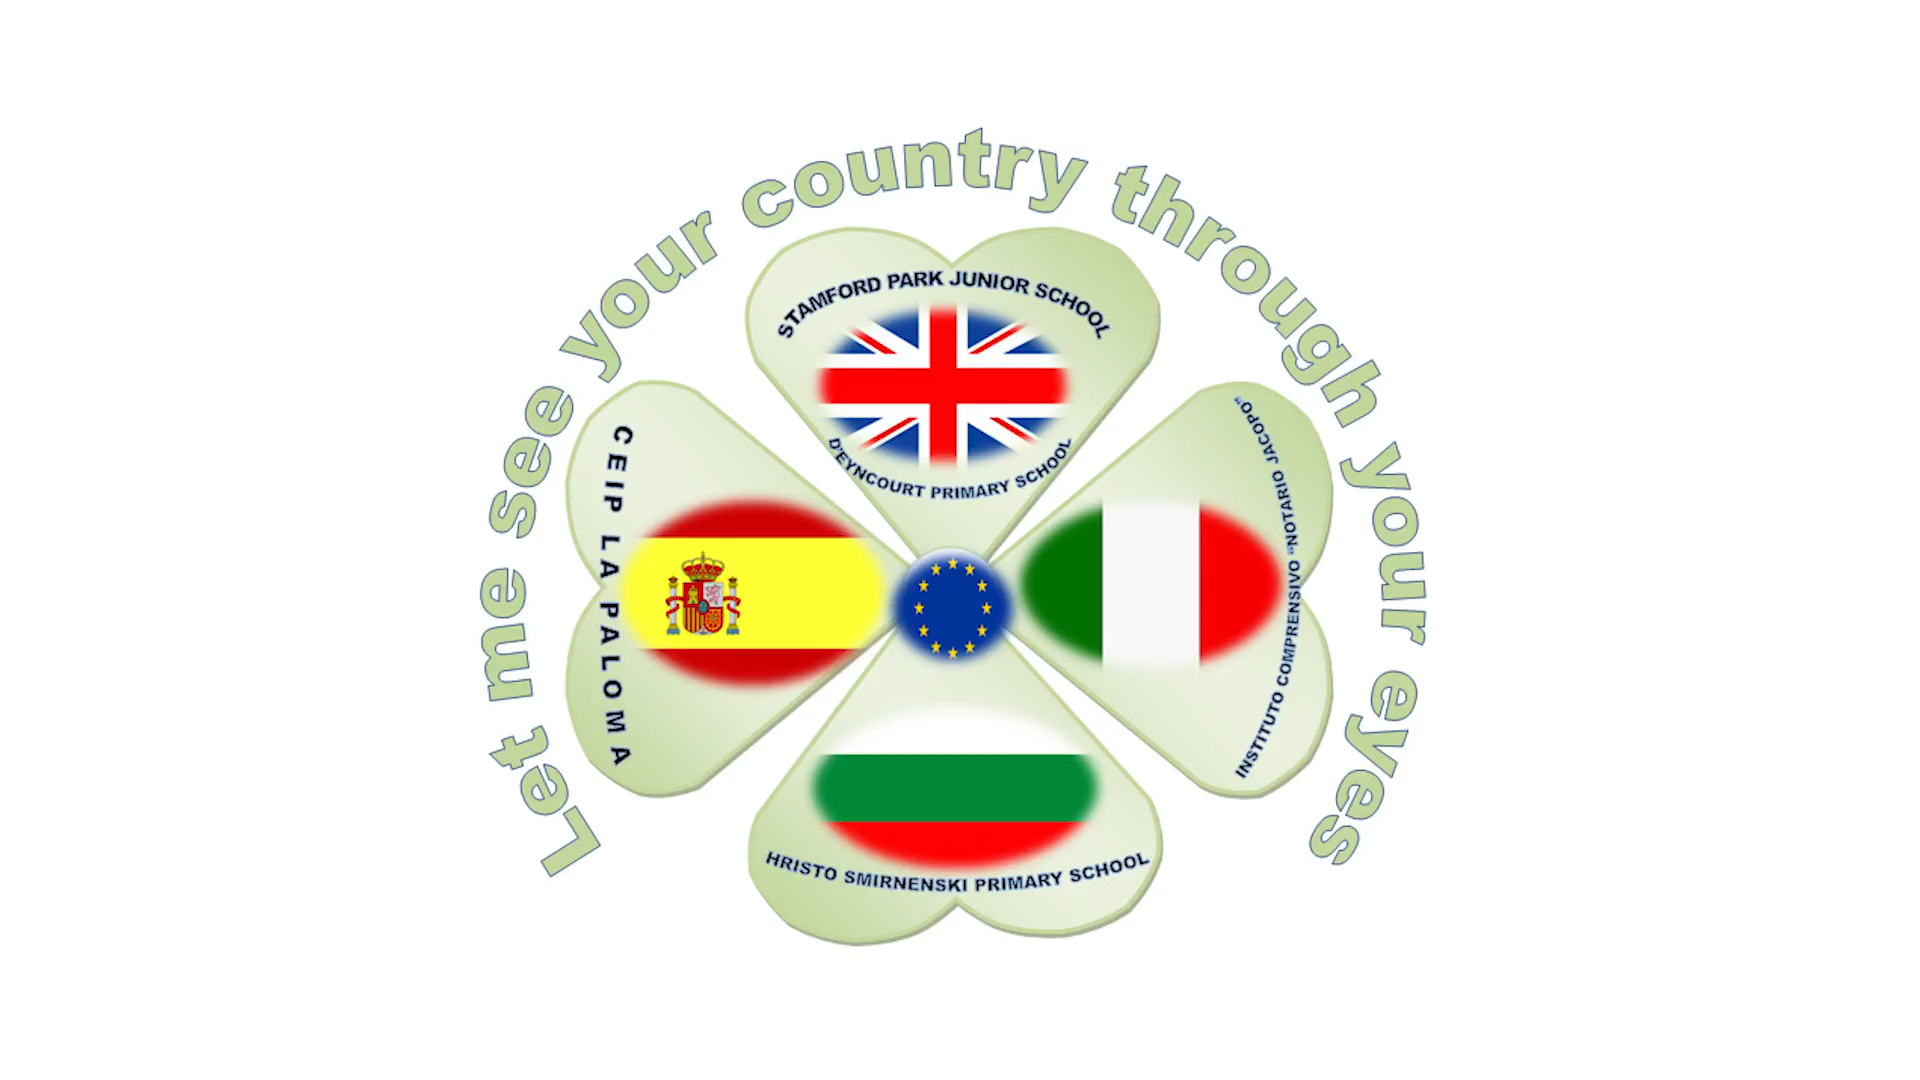 Let me see your country through your eyes
STAMFORD PARK JUNIOR SCHOOL
D'EYNCOURT PRIMARY SCHOOL
CEIP LA PALOMA
INSTITUTO COMPRENSIVO "NOTARIO JACOPO"
HRISTO SMIRNENSKI PRIMARY SCHOOL